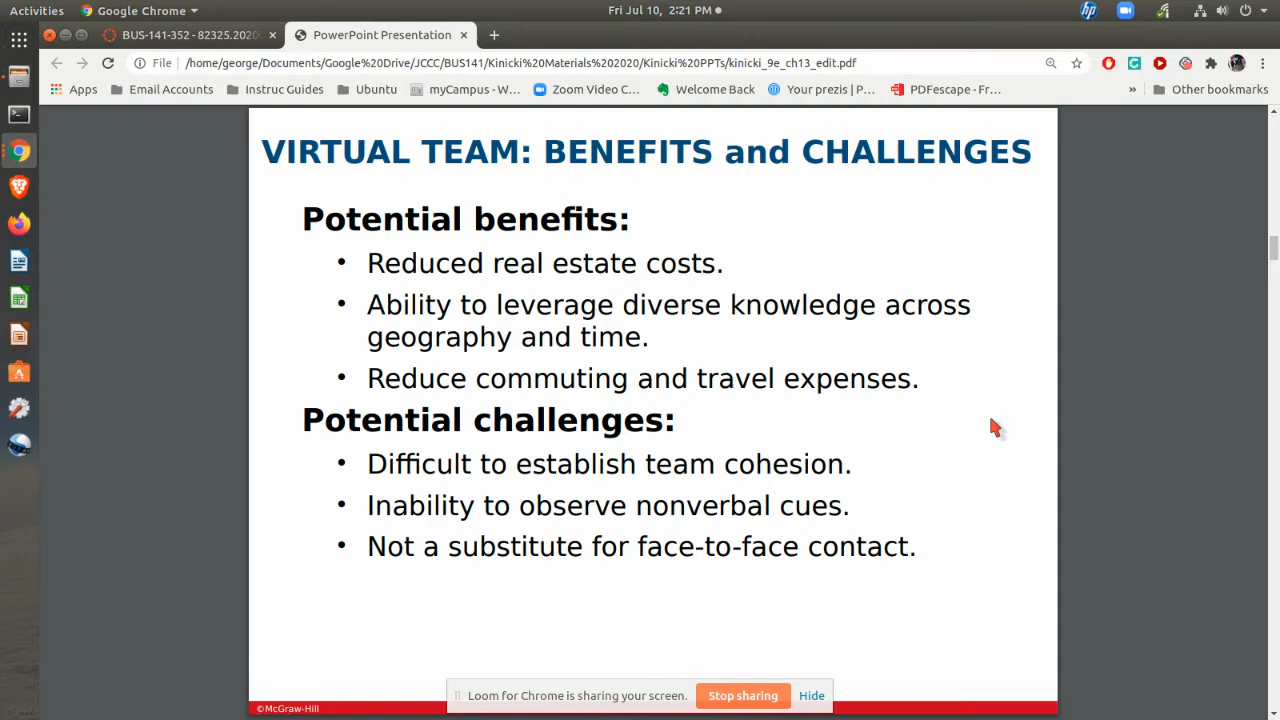 Activities
Google Chrome
Fri Jul 10, 2:21 PM
BUS-141-352 - 82325.2020
PowerPoint Presentation
File
/home/george/Documents/Google%20Drive/JCCC/BUS141/Kinicki%20Materials%202020/Kinicki%20PPTs/kinicki_9e_ch13_edit.pdf
Apps
Email Accounts
Instruc Guides
Ubuntu
myCampus - W...
Zoom Video C...
Welcome Back
Your prezis | P...
PDFescape - Fr...
»
Other bookmarks
VIRTUAL TEAM: BENEFITS and CHALLENGES
Potential benefits:
• Reduced real estate costs.
• Ability to leverage diverse knowledge across
geography and time.
• Reduce commuting and travel expenses.
Potential challenges:
• Difficult to establish team cohesion.
• Inability to observe nonverbal cues.
• Not a substitute for face-to-face contact.
Loom for Chrome is sharing your screen.
Stop sharing
Hide
©McGraw-Hill